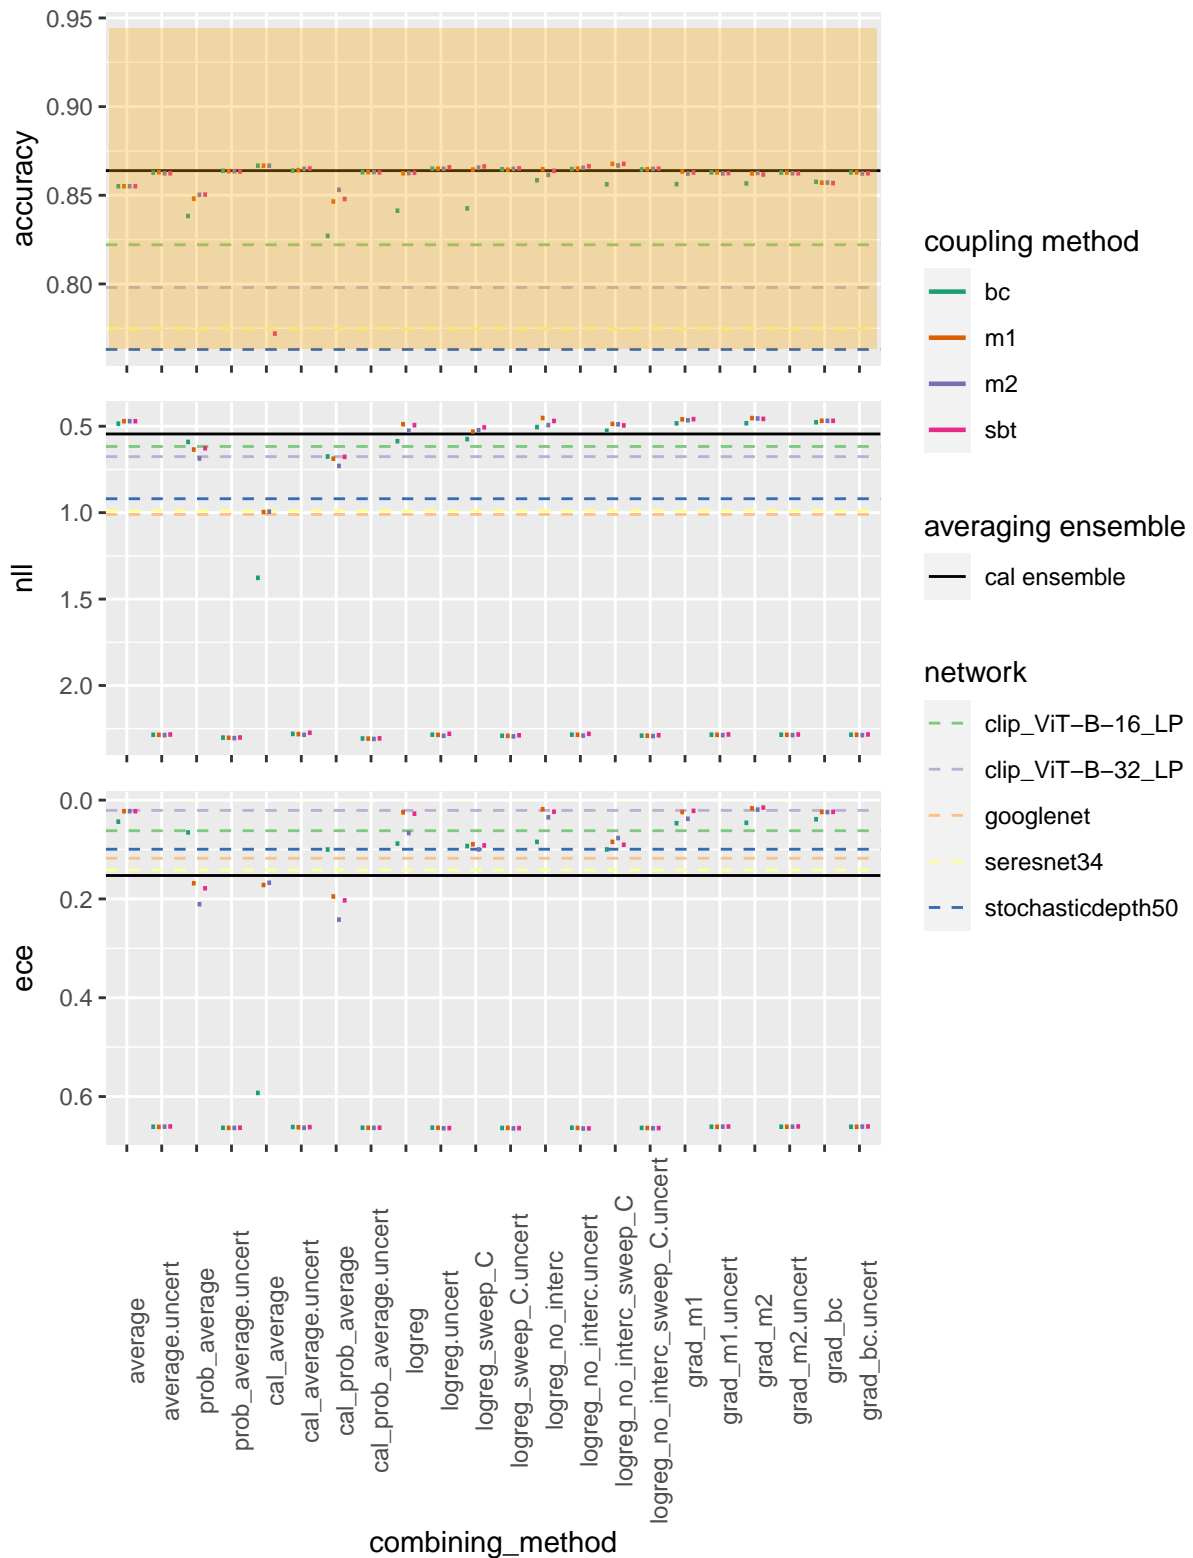 0.95
0.90
0.85
0.80
accuracy
0.5
1.0
1.5
2.0
nll
0.0
0.2
0.4
0.6
ece
average
average.uncert
prob_average
prob_average.uncert
cal_average
cal_average.uncert
cal_prob_average
cal_prob_average.uncert
logreg
logreg.uncert
logreg_sweep_C
logreg_sweep_C.uncert
logreg_no_interc
logreg_no_interc.uncert
logreg_no_interc_sweep_C
logreg_no_interc_sweep_C.uncert
grad_m1
grad_m1.uncert
grad_m2
grad_m2.uncert
grad_bc
grad_bc.uncert
combining_method
coupling method
bc
m1
m2
sbt
averaging ensemble
cal ensemble
network
clip_ViT−B−16_LP
clip_ViT−B−32_LP
googlenet
seresnet34
stochasticdepth50